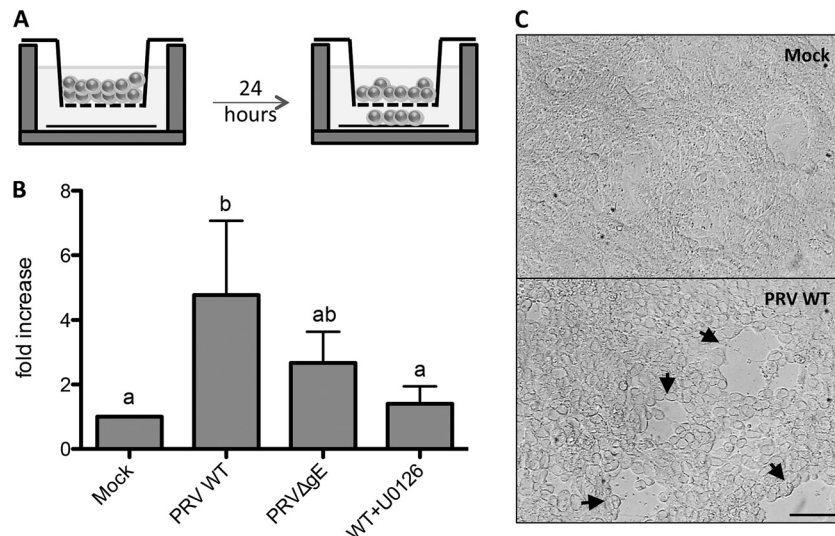 A
24
hours
B
fold increase
8
6
4
2
0
a
b
ab
a
Mock
PRV WT
PRVΔgE
WT+U0126
C
Mock
PRV WT